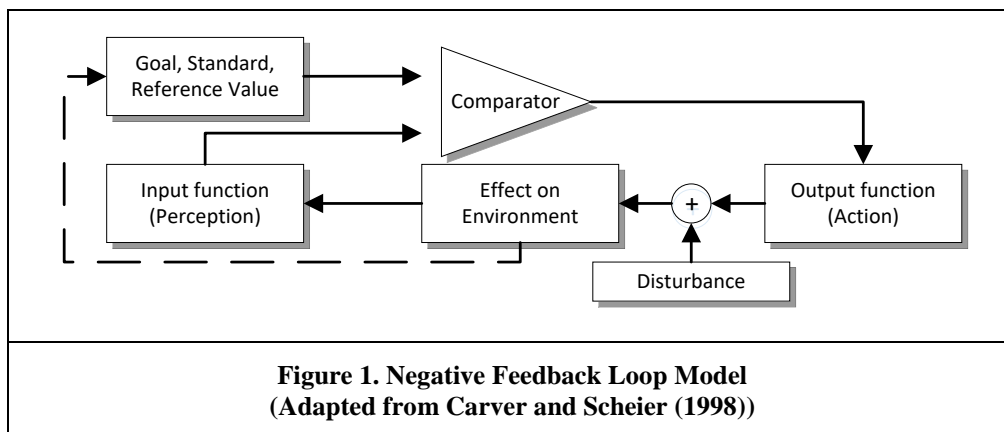 Goal, Standard,
Reference Value
Comparator
Input function
(Perception)
Effect on
Environment
+
Output function
(Action)
Disturbance
Figure 1. Negative Feedback Loop Model
(Adapted from Carver and Scheier (1998))